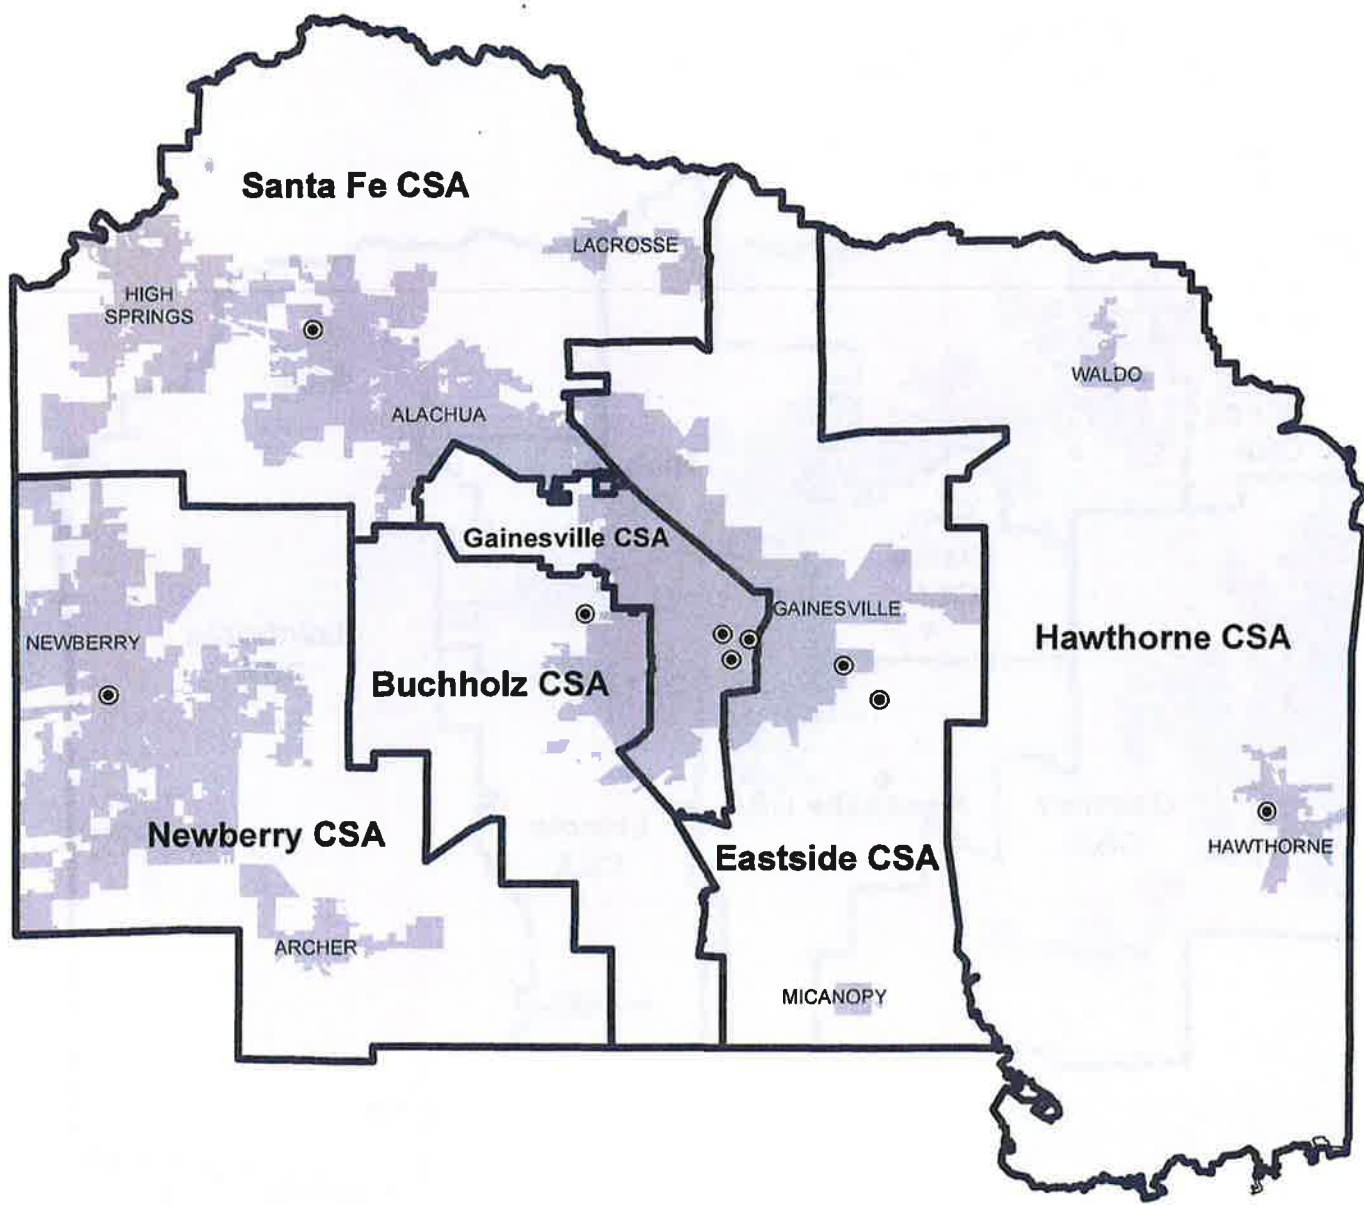 Santa Fe CSA
LACROSSE
HIGH
SPRINGS
WALDO
ALACHUA
Gainesville CSA
GAINESVILLE
NEWBERRY
Hawthorne CSA
Buchholz CSA
Newberry CSA
HAWTHORNE
Eastside CSA
ARCHER
MICANOPY